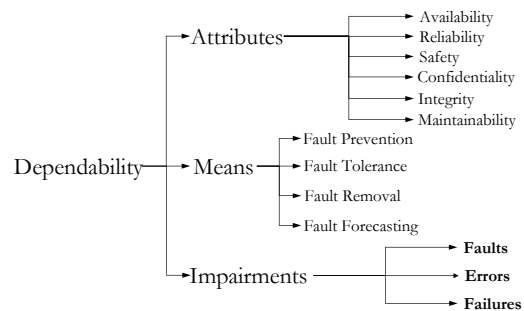 Dependability
Attributes
Availability
Reliability
Safety
Confidentiality
Integrity
Maintainability
Means
Fault Prevention
Fault Tolerance
Fault Removal
Fault Forecasting
Impairments
Faults
Errors
Failures